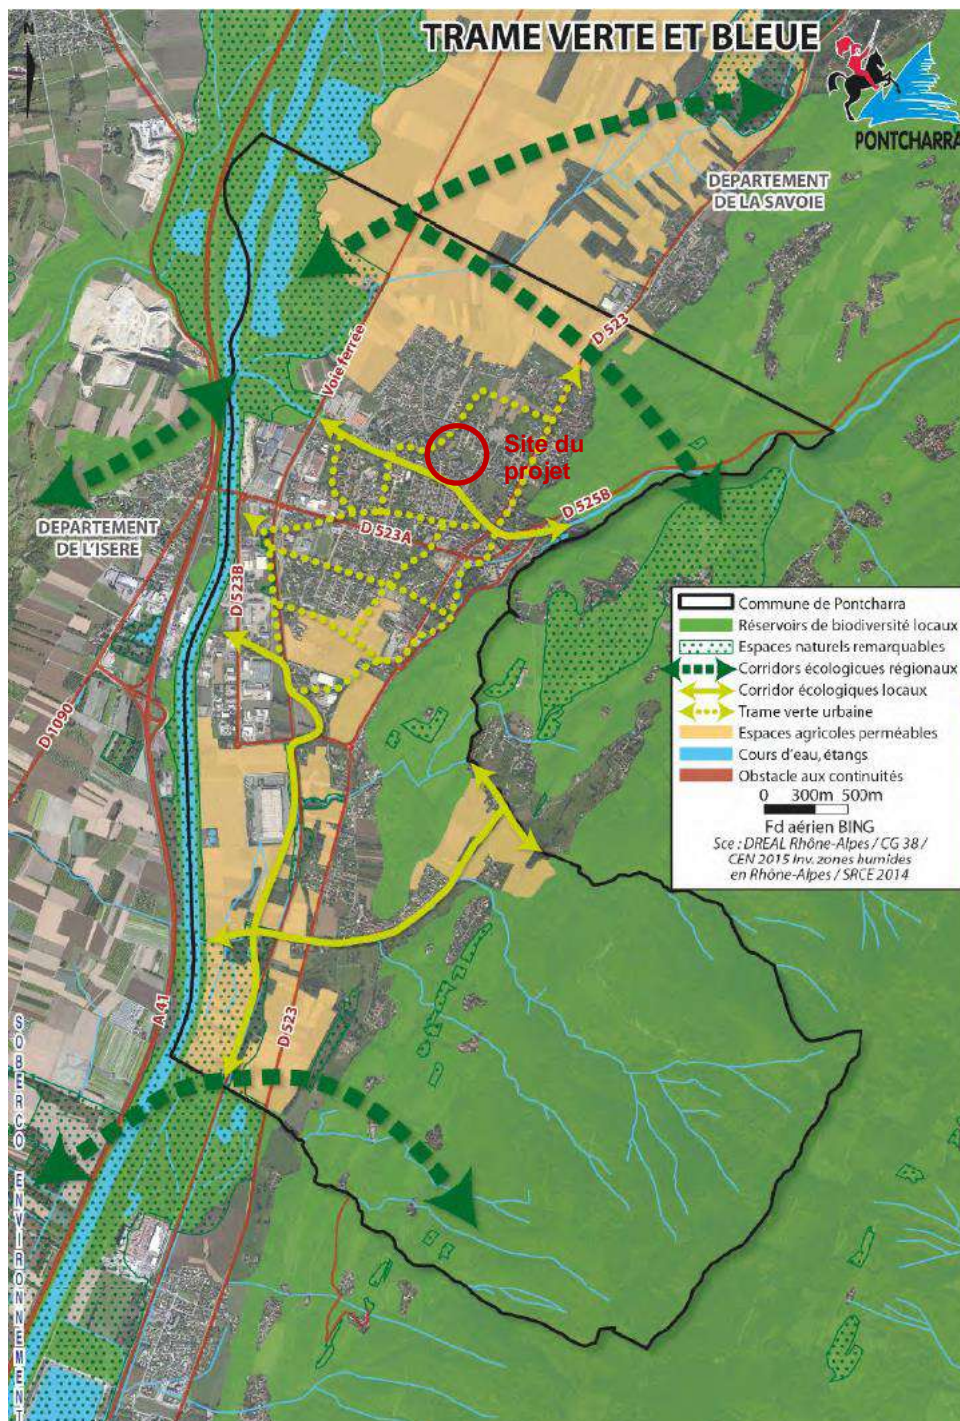 TRAME VERTE ET BLEUE
N
PONTCHARRA
DEPARTEMENT
DE LA SAVOIE
D 523
Voie ferrée
Site du
projet
D 525B
D 523A
DEPARTEMENT
DE L'ISERE
D 523B
D 1090
Commune de Pontcharra
Réservoirs de biodiversité locaux
Espaces naturels remarquables
Corridors écologicues régionaux
Corridor écologiques locaux
Trame verte urbaine
Espaces agricoles perméables
Cours d'eau, étangs
Obstacle aux continuités
0 300m 500m
Fd aérien BING
Sce : DREAL Rhône-Alpes / CG 38 /
CEN 2015 Inv. zones humides
en Rhône-Alpes / SRCE 2014
A 41
D 523
SOBERCO ENVIRONNEMENT